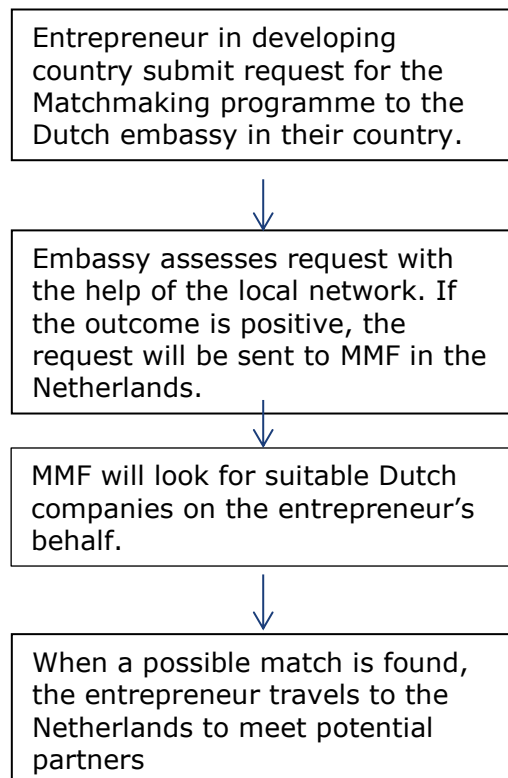 Entrepreneur in developing
country submit request for the
Matchmaking programme to the
Dutch embassy in their country.
Embassy assesses request with
the help of the local network. If
the outcome is positive, the
request will be sent to MMF in the
Netherlands.
MMF will look for suitable Dutch
companies on the entrepreneur’s
behalf.
When a possible match is found,
the entrepreneur travels to the
Netherlands to meet potential
partners